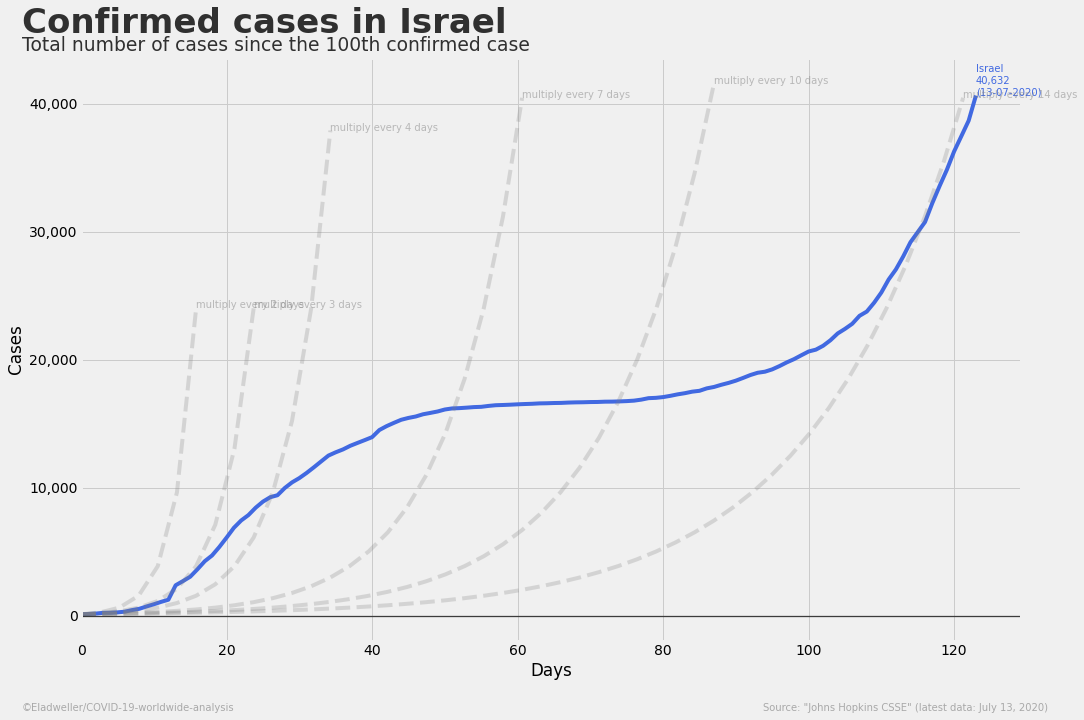 Confirmed cases in Israel
Total number of cases since the 100th confirmed case
Israel
40,632
(13-07-2020)
multiply every 10 days
multiply every 7 days
multiply every 14 days
multiply every 4 days
multiply every 2 days
multiply every 3 days
40,000
30,000
20,000
10,000
0
Cases
0 20 40 60 80 100 120
Days
©Eladweller/COVID-19-worldwide-analysis
Source: "Johns Hopkins CSSE" (latest data: July 13, 2020)